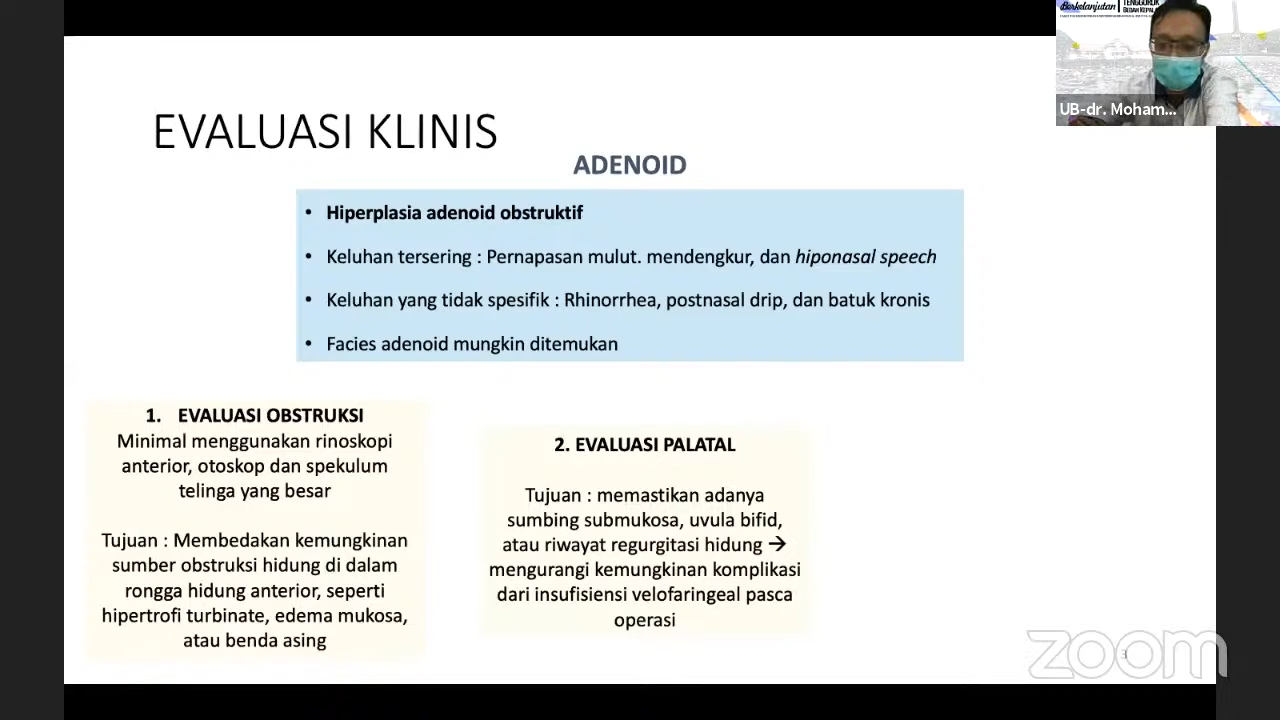 Berkelanjutan
TENGGOROK
BEDAH KEPALA
UB-dr. Moham...
EVALUASI KLINIS
ADENOID
• Hiperplasia adenoid obstruktif
• Keluhan tersering : Pernapasan mulut. mendengkur, dan hiponasal speech
• Keluhan yang tidak spesifik : Rhinorrhea, postnasal drip, dan batuk kronis
• Facies adenoid mungkin ditemukan
1. EVALUASI OBSTRUKSI
Minimal menggunakan rinoskopi
anterior, otoskop dan spekulum
telinga yang besar
Tujuan : Membedakan kemungkinan
sumber obstruksi hidung di dalam
rongga hidung anterior, seperti
hipertrofi turbinate, edema mukosa,
atau benda asing
2. EVALUASI PALATAL
Tujuan : memastikan adanya
sumbing submukosa, uvula bifid,
atau riwayat regurgitasi hidung →
mengurangi kemungkinan komplikasi
dari insufisiensi velofaringeal pasca
operasi
zoom